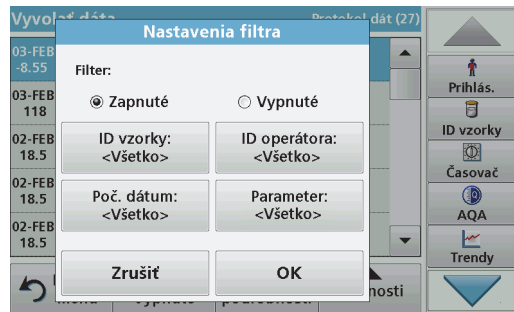 Vyvolať dáta
Protokol dát (27)
Nastavenia filtra
Filter:
Zapnuté
Vypnuté
ID vzorky:
<Všetko>
ID operátora:
<Všetko>
Poč. dátum:
<Všetko>
Parameter:
<Všetko>
Zrušiť
OK
03-FEB
-8.55
03-FEB
118
02-FEB
18.5
02-FEB
18.5
02-FEB
18.5
Prihlás.
ID vzorky
Časovač
AQA
Trendy